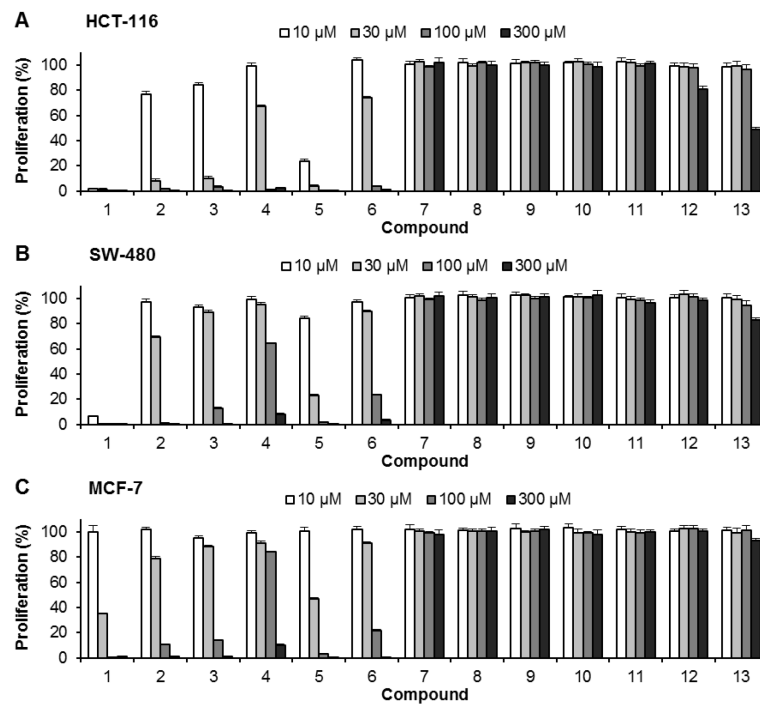 A HCT-116
10 µM 30 µM 100 µM 300 µM
Proliferation (%)
100
80
60
40
20
0
1 2 3 4 5 6 7 8 9 10 11 12 13
Compound
B SW-480
10 µM 30 µM 100 µM 300 µM
Proliferation (%)
100
80
60
40
20
0
1 2 3 4 5 6 7 8 9 10 11 12 13
Compound
C MCF-7
10 µM 30 µM 100 µM 300 µM
Proliferation (%)
100
80
60
40
20
0
1 2 3 4 5 6 7 8 9 10 11 12 13
Compound